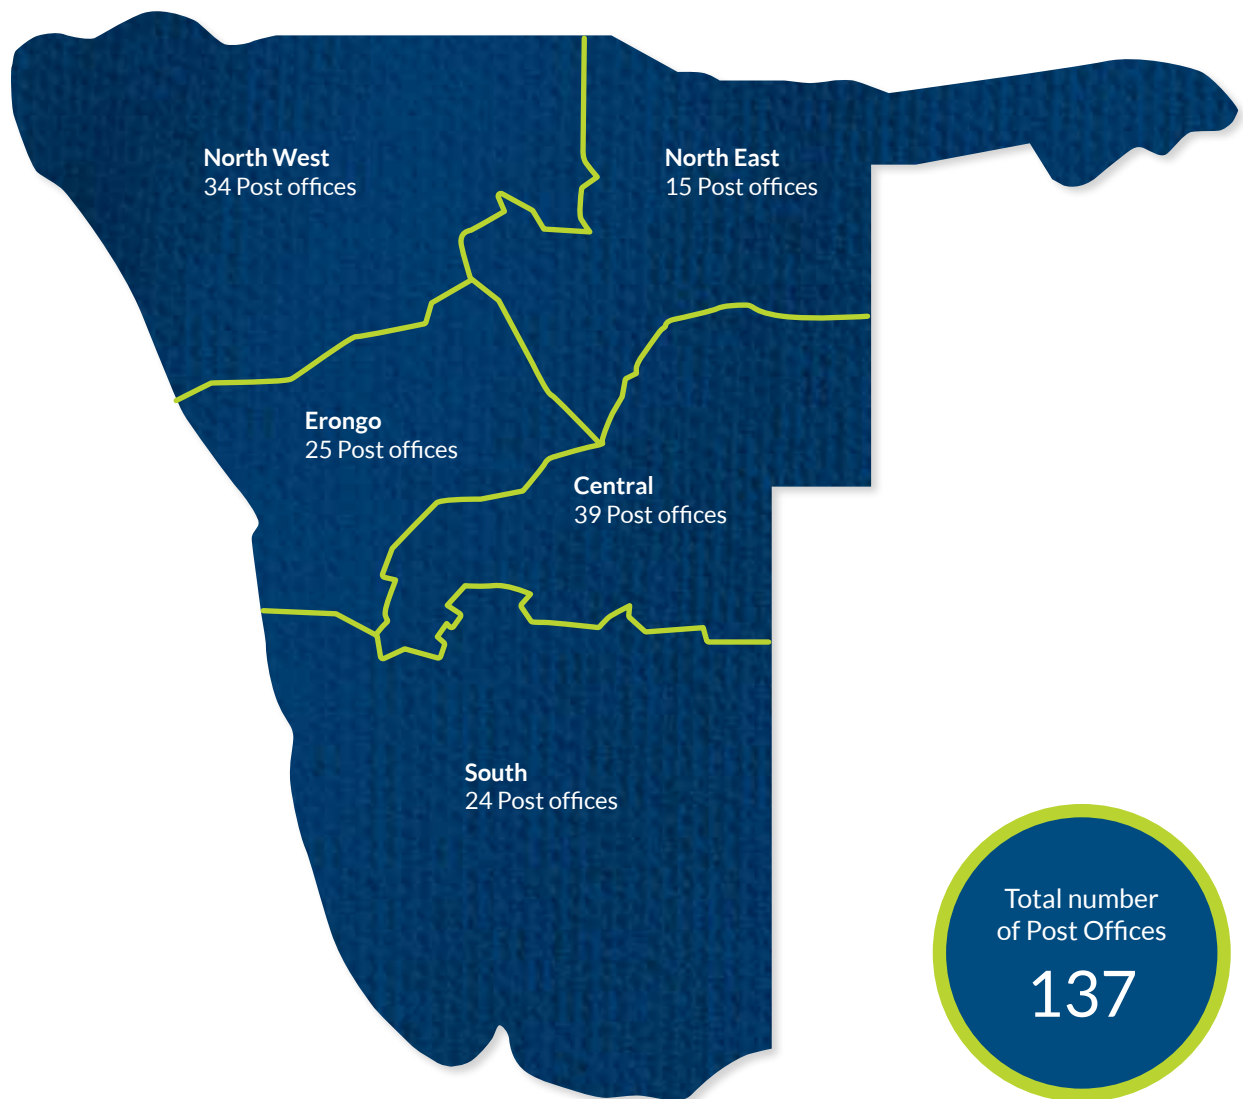 North West
34 Post offices
North East
15 Post offices
Erongo
25 Post offices
Central
39 Post offices
South
24 Post offices
Total number
of Post Offices
137